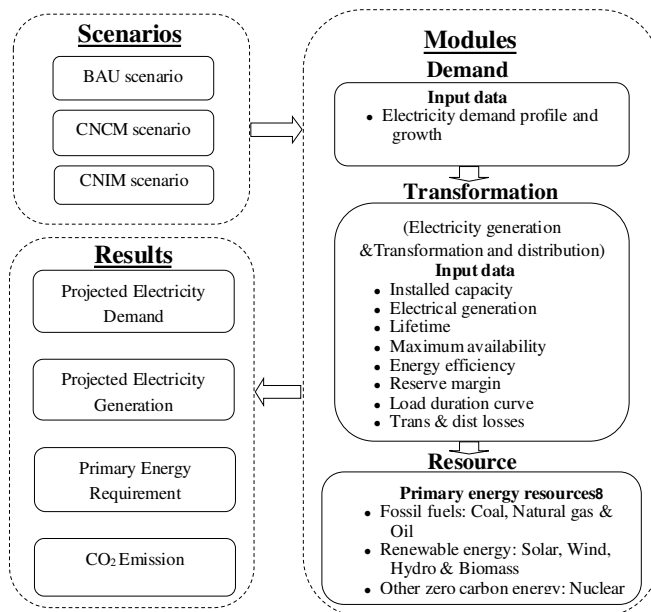 Scenarios
BAU scenario
CNCM scenario
CNIM scenario
Modules
Demand
Input data
• Electricity demand profile and
growth
Transformation
(Electricity generation
&Transformation and distribution)
Input data
• Installed capacity
• Electrical generation
• Lifetime
• Maximum availability
• Energy efficiency
• Reserve margin
• Load duration curve
• Trans & dist losses
Resource
Primary energy resources8
• Fossil fuels: Coal, Natural gas &
Oil
• Renewable energy: Solar, Wind,
Hydro & Biomass
• Other zero carbon energy: Nuclear
Results
Projected Electricity
Demand
Projected Electricity
Generation
Primary Energy
Requirement
CO₂ Emission